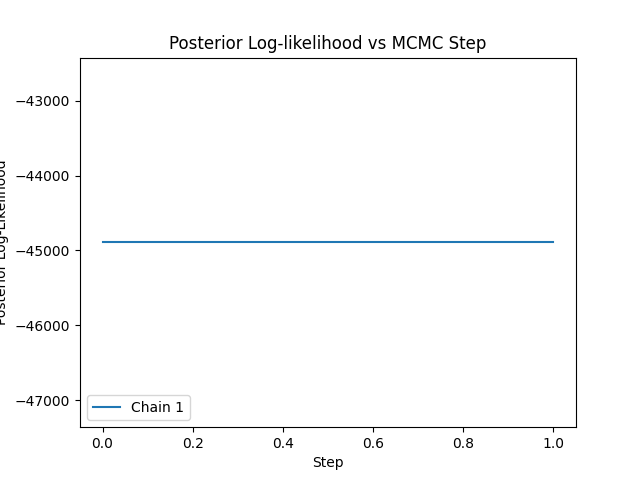 Posterior Log-likelihood vs MCMC Step
Posterior Log-Likelihood
−43000
−44000
−45000
−46000
−47000
Chain 1
0.0 0.2 0.4 0.6 0.8 1.0
Step